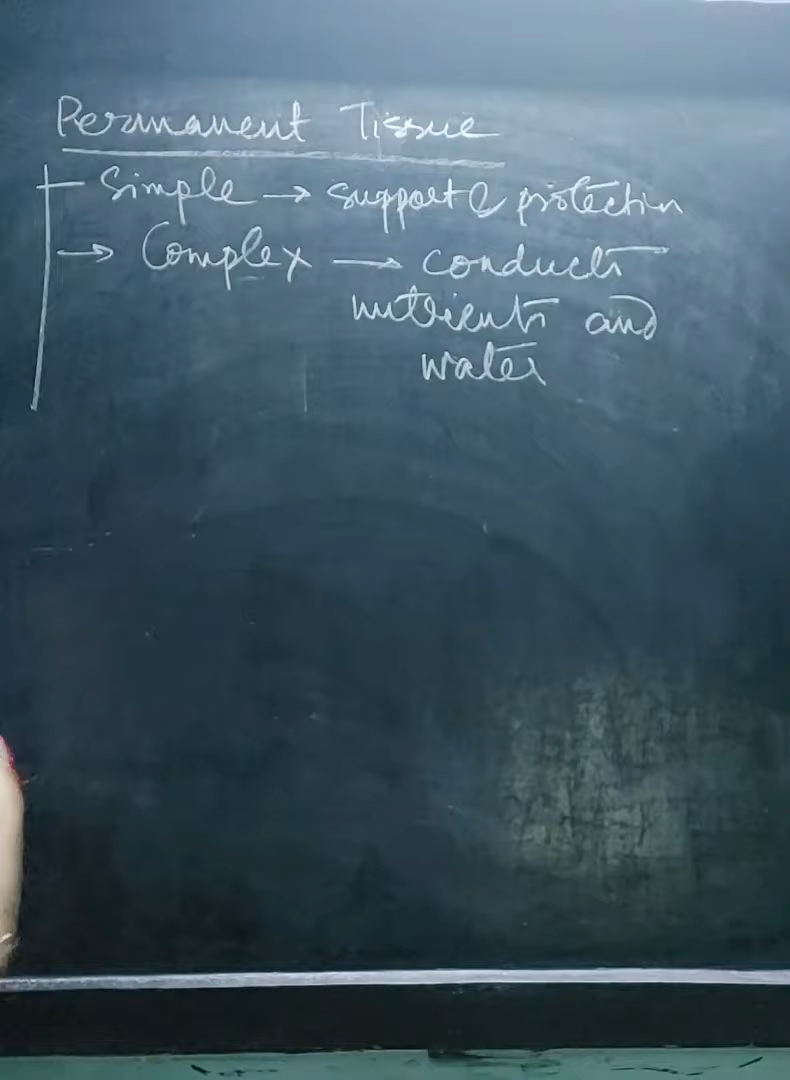 Permanent Tissue
Simple → support & protection
→ Complex → conducts
nutrients and
water